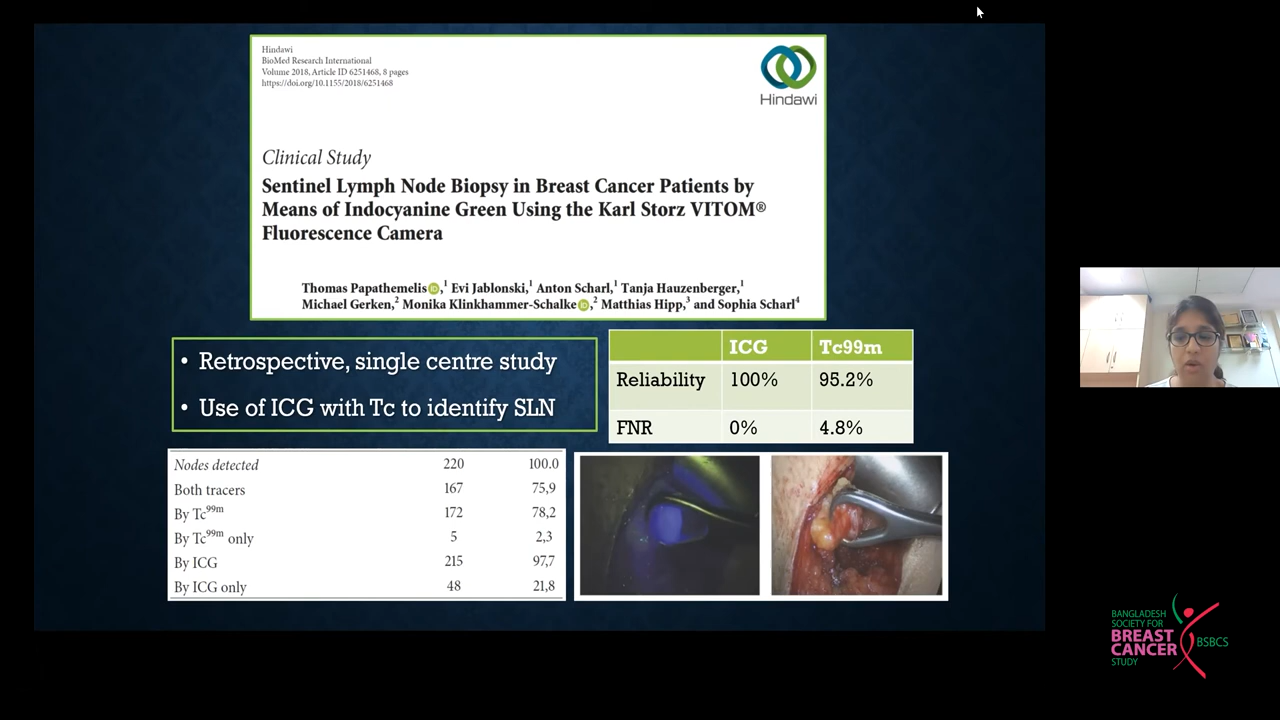 Hindawi
BioMed Research International
Volume 2018, Article ID 6251468, 8 pages
https://doi.org/10.1155/2018/6251468
Hindawi
Clinical Study
Sentinel Lymph Node Biopsy in Breast Cancer Patients by
Means of Indocyanine Green Using the Karl Storz VITOM®
Fluorescence Camera
Thomas Papathemelis iD,1 Evi Jablonski,1 Anton Scharl,1 Tanja Hauzenberger,1
Michael Gerken,2 Monika Klinkhammer-Schalke iD,2 Matthias Hipp,3 and Sophia Scharl4
• Retrospective, single centre study
• Use of ICG with Tc to identify SLN
ICG Tc99m
Reliability 100% 95.2%
FNR 0% 4.8%
Nodes detected 220 100.0
Both tracers 167 75,9
By Tc99m 172 78,2
By Tc99m only 5 2,3
By ICG 215 97,7
By ICG only 48 21,8
BANGLADESH
SOCIETY FOR
BREAST
CANCER
STUDY
BSBCS